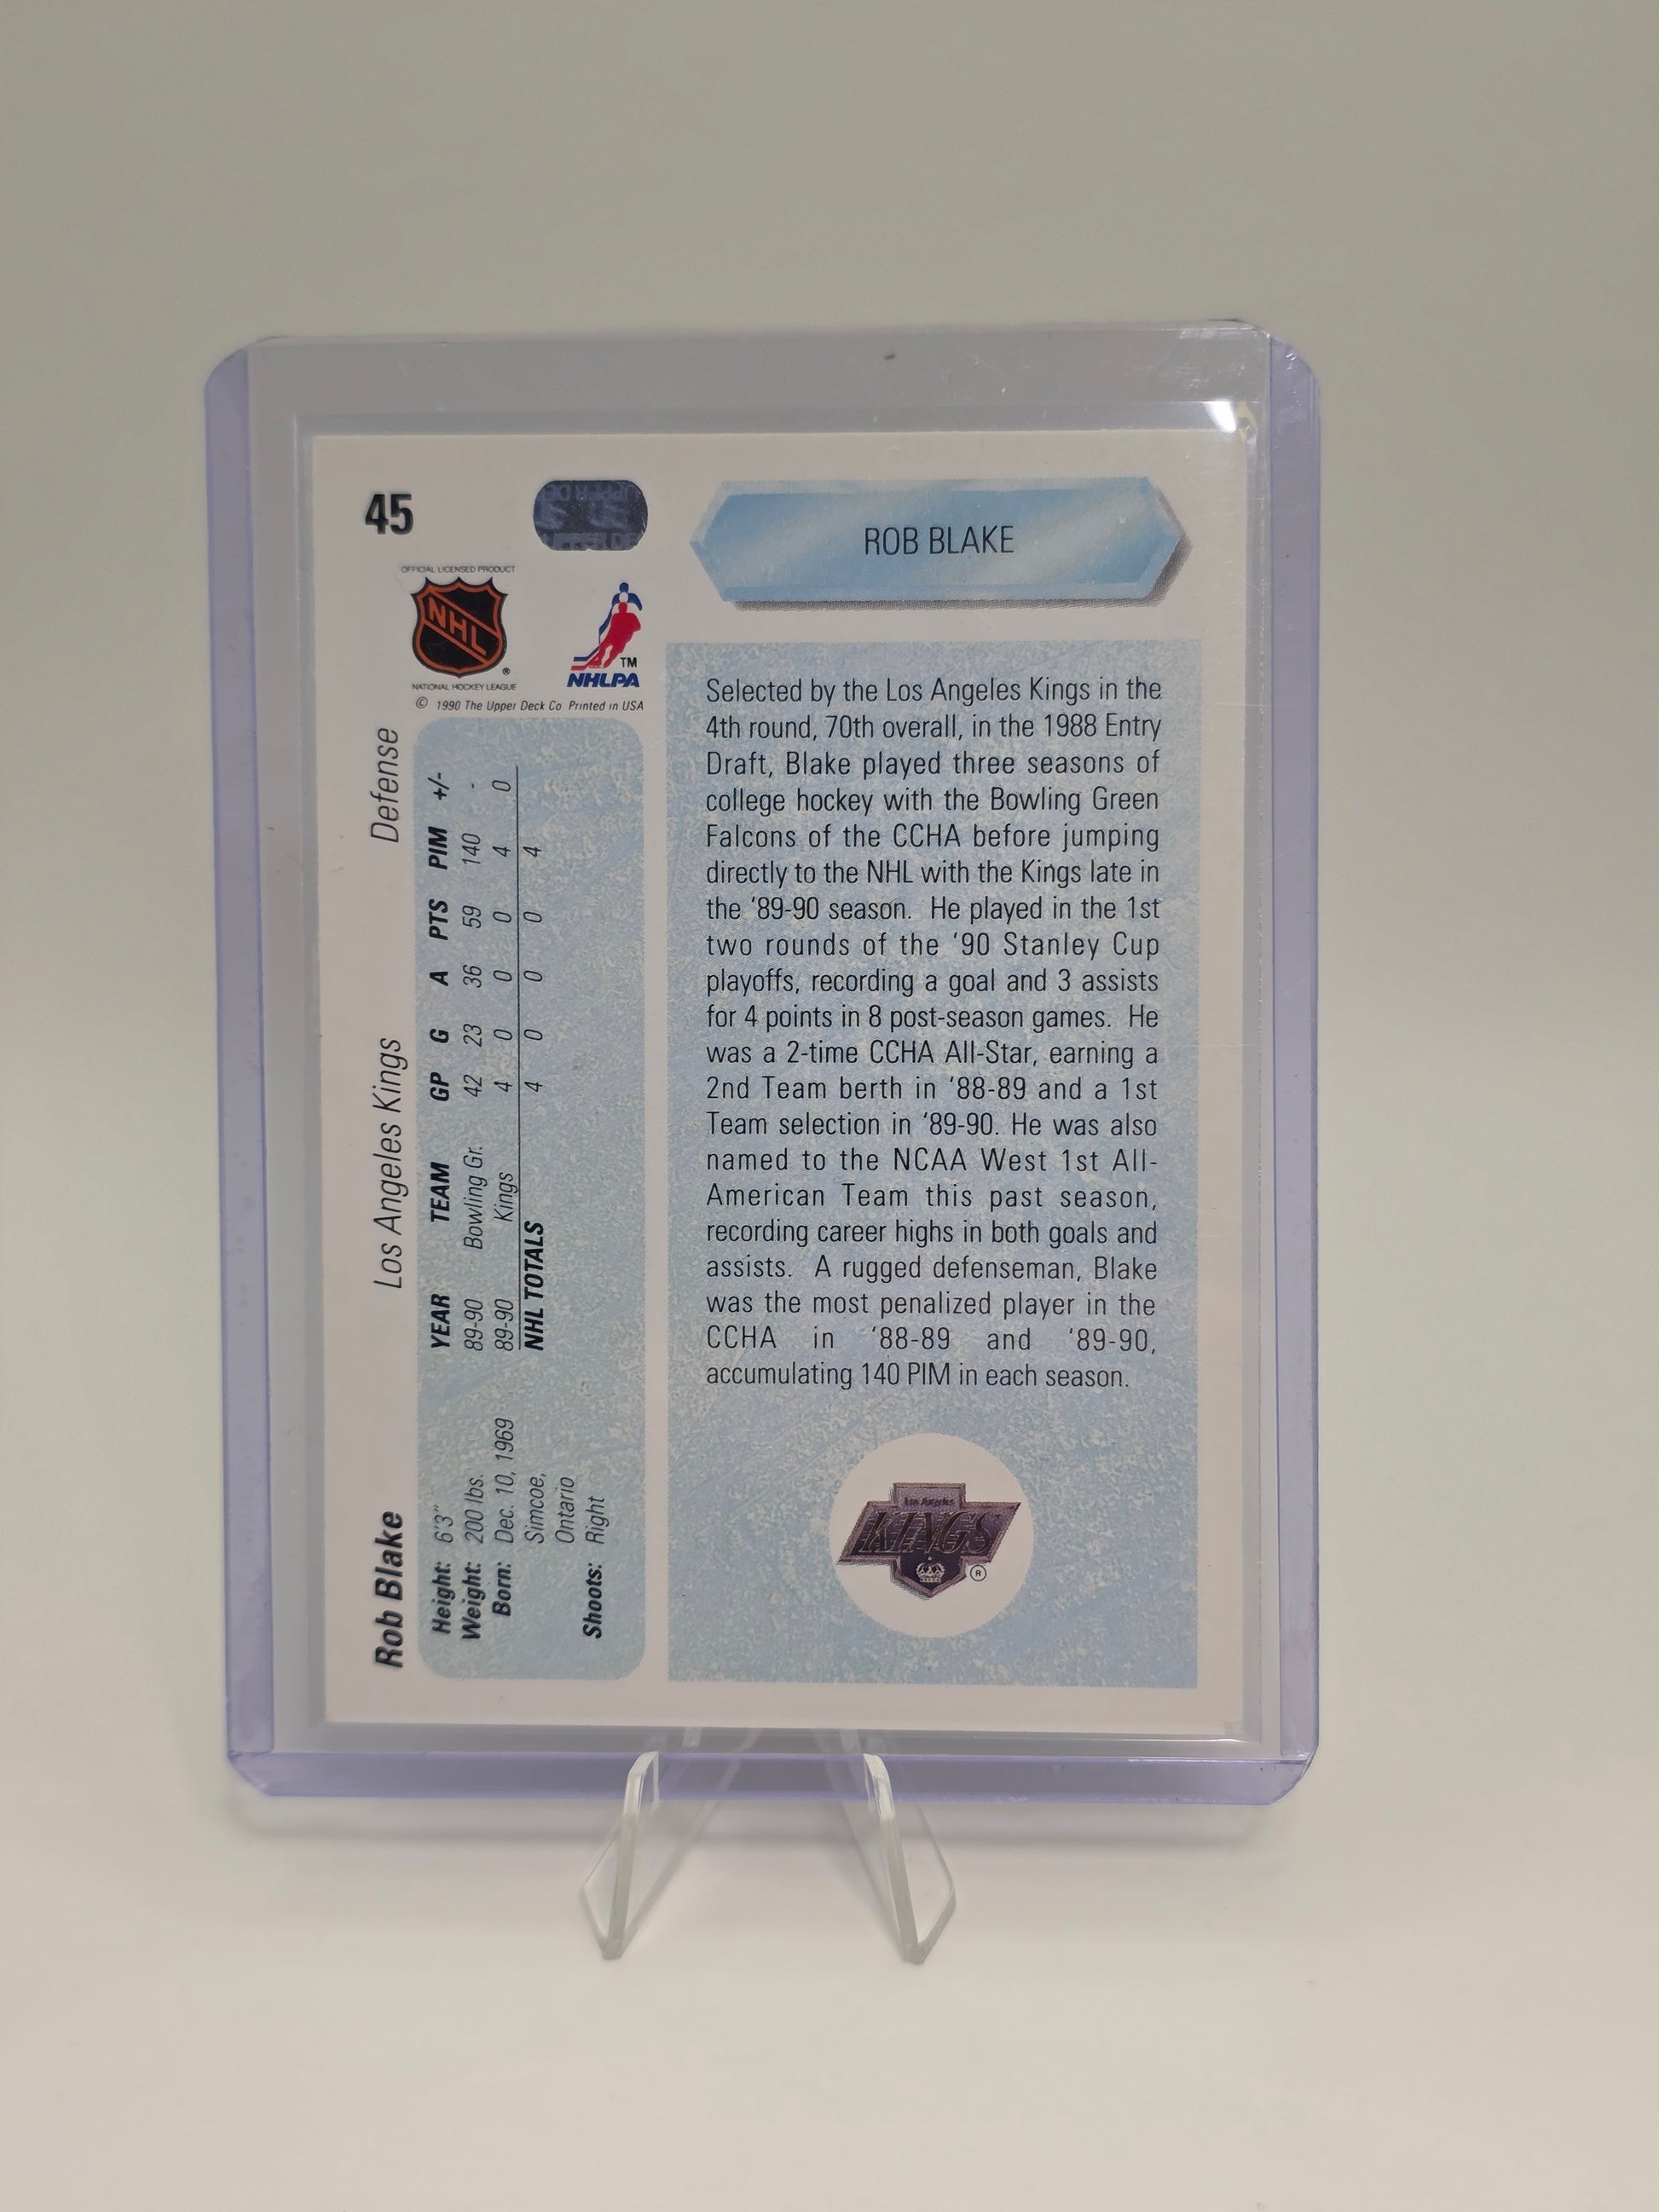 45
UPPER DE
ROB BLAKE
OFFICIAL LICENSED PRODUCT
NHL
®
NATIONAL HOCKEY LEAGUE
TM
NHLPA
© 1990 The Upper Deck Co. Printed in USA
Rob Blake Los Angeles Kings Defense
Height: 6'3"
Weight: 200 lbs.
Born: Dec. 10, 1969
Simcoe,
Ontario
Shoots: Right
YEAR TEAM GP G A PTS PIM +/-
89-90 Bowling Gr. 42 23 36 59 140 -
89-90 Kings 4 0 0 0 4 0
NHL TOTALS 4 0 0 0 4
Selected by the Los Angeles Kings in the
4th round, 70th overall, in the 1988 Entry
Draft, Blake played three seasons of
college hockey with the Bowling Green
Falcons of the CCHA before jumping
directly to the NHL with the Kings late in
the '89-90 season. He played in the 1st
two rounds of the '90 Stanley Cup
playoffs, recording a goal and 3 assists
for 4 points in 8 post-season games. He
was a 2-time CCHA All-Star, earning a
2nd Team berth in '88-89 and a 1st
Team selection in '89-90. He was also
named to the NCAA West 1st All-
American Team this past season,
recording career highs in both goals and
assists. A rugged defenseman, Blake
was the most penalized player in the
CCHA in '88-89 and '89-90,
accumulating 140 PIM in each season.
Los Angeles
KINGS
®